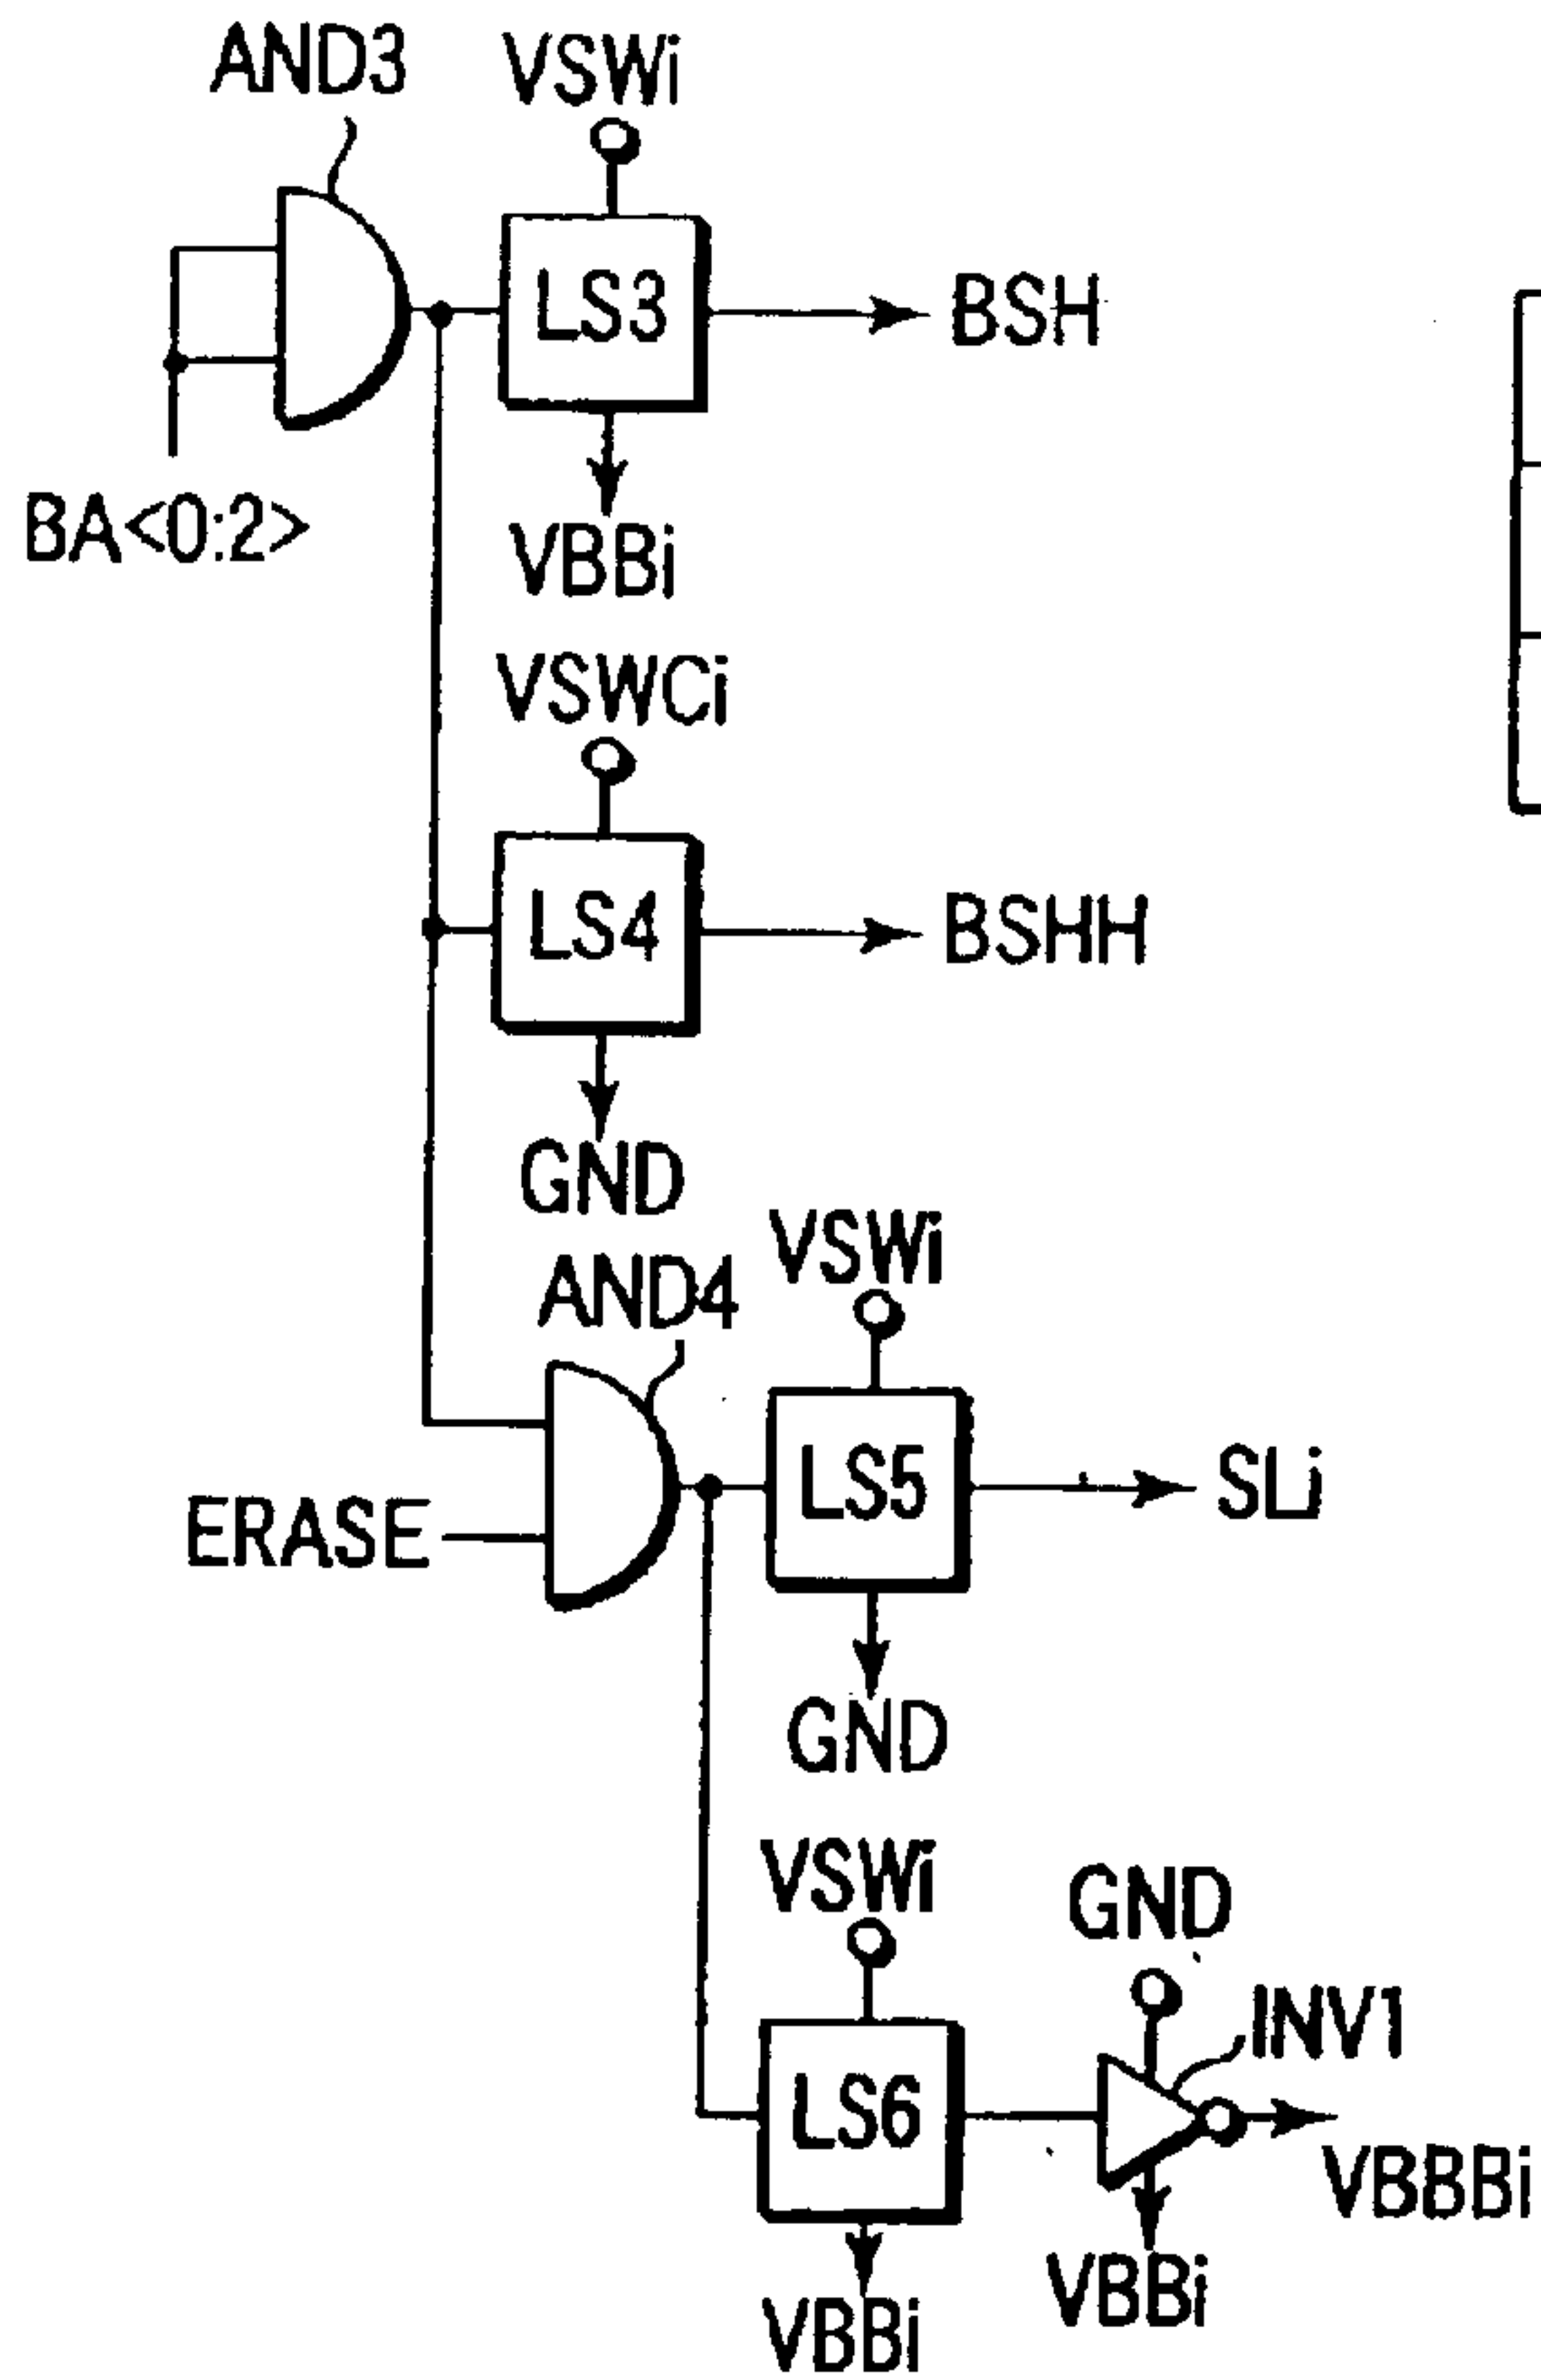 AND3
VSWi
LS3
BSH
BA<0:2>
VBBi
VSWCi
LS4
BSHH
GND
VSWi
AND4
LS5
SLi
ERASE
GND
VSWi
GND
INV1
LS6
VBBBi
VBBi
VBBi